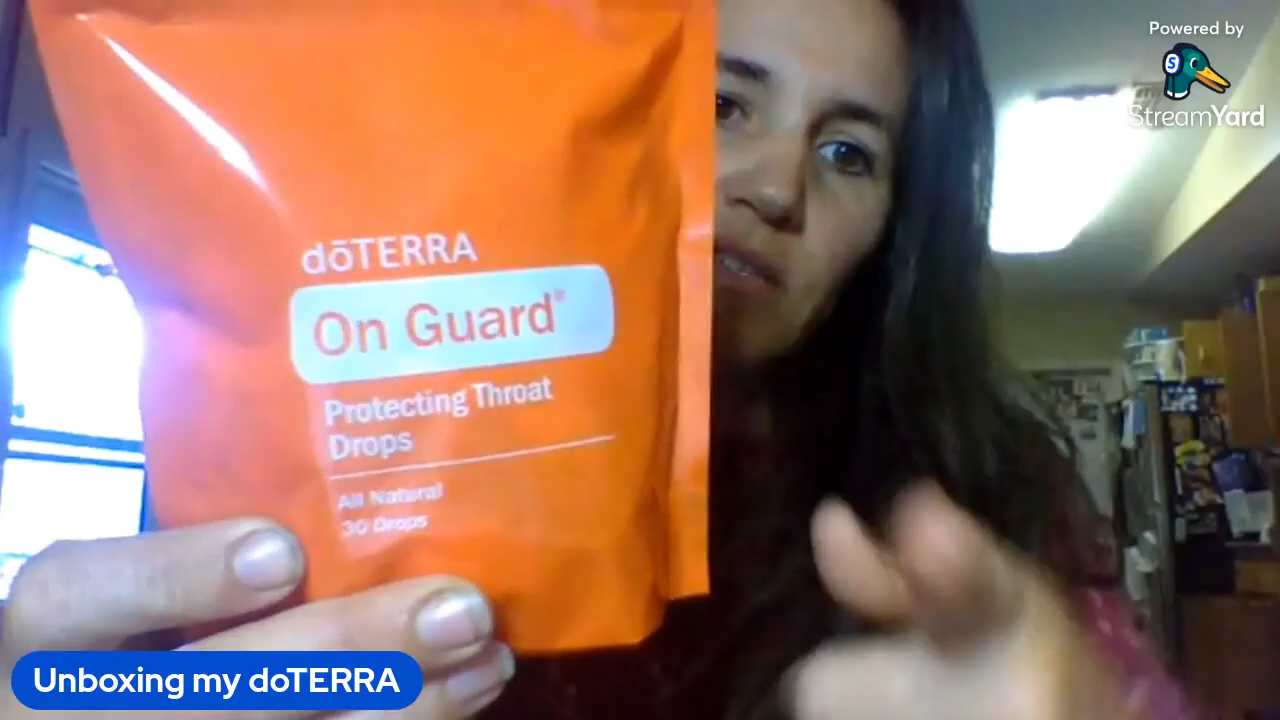 Powered by
S
StreamYard
dōTERRA
On Guard®
Protecting Throat
Drops
All Natural
30 Drops
Unboxing my doTERRA